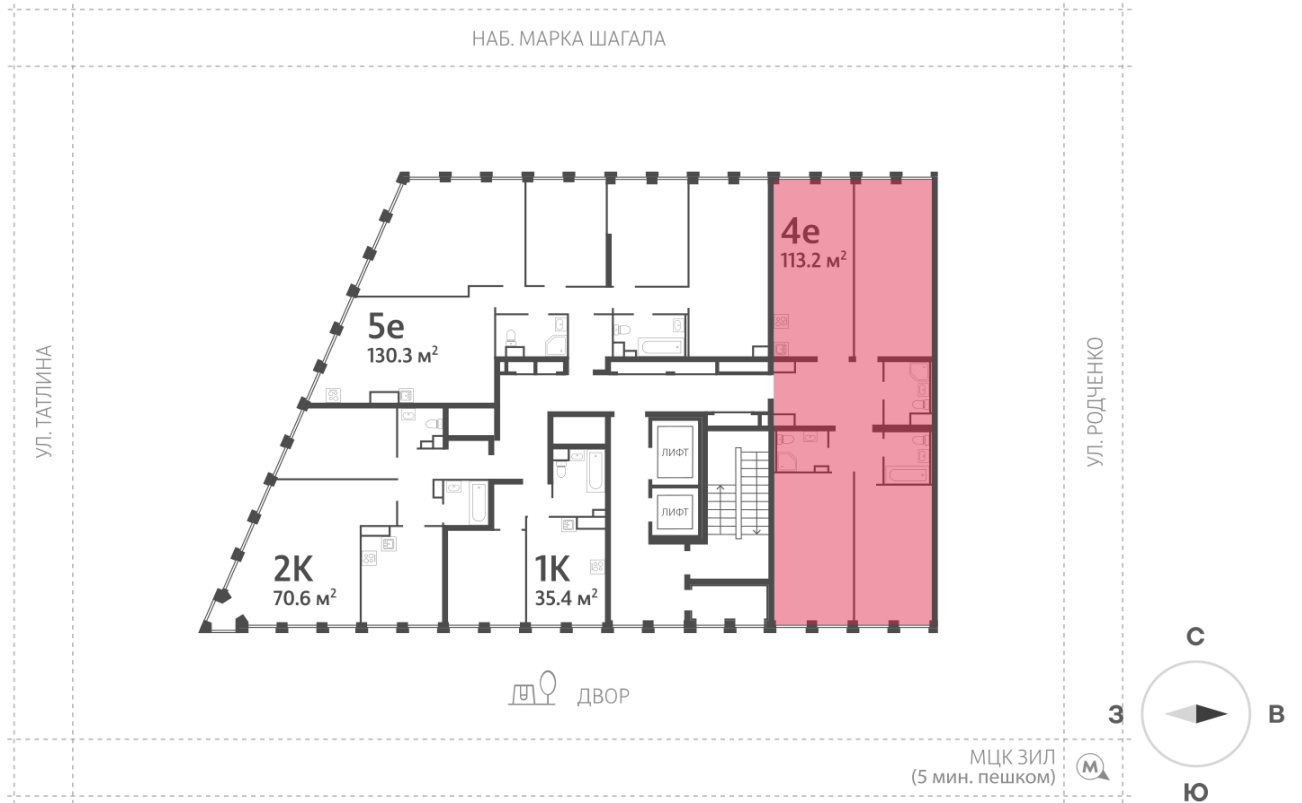 НАБ. МАРКА ШАГАЛА
УЛ. ТАТЛИНА
УЛ. РОДЧЕНКО
4е
113.2 м²
5е
130.3 м²
ЛИФТ
ЛИФТ
2К
70.6 м²
1К
35.4 м²
ДВОР
МЦК ЗИЛ
(5 мин. пешком)
М
С
З
В
Ю